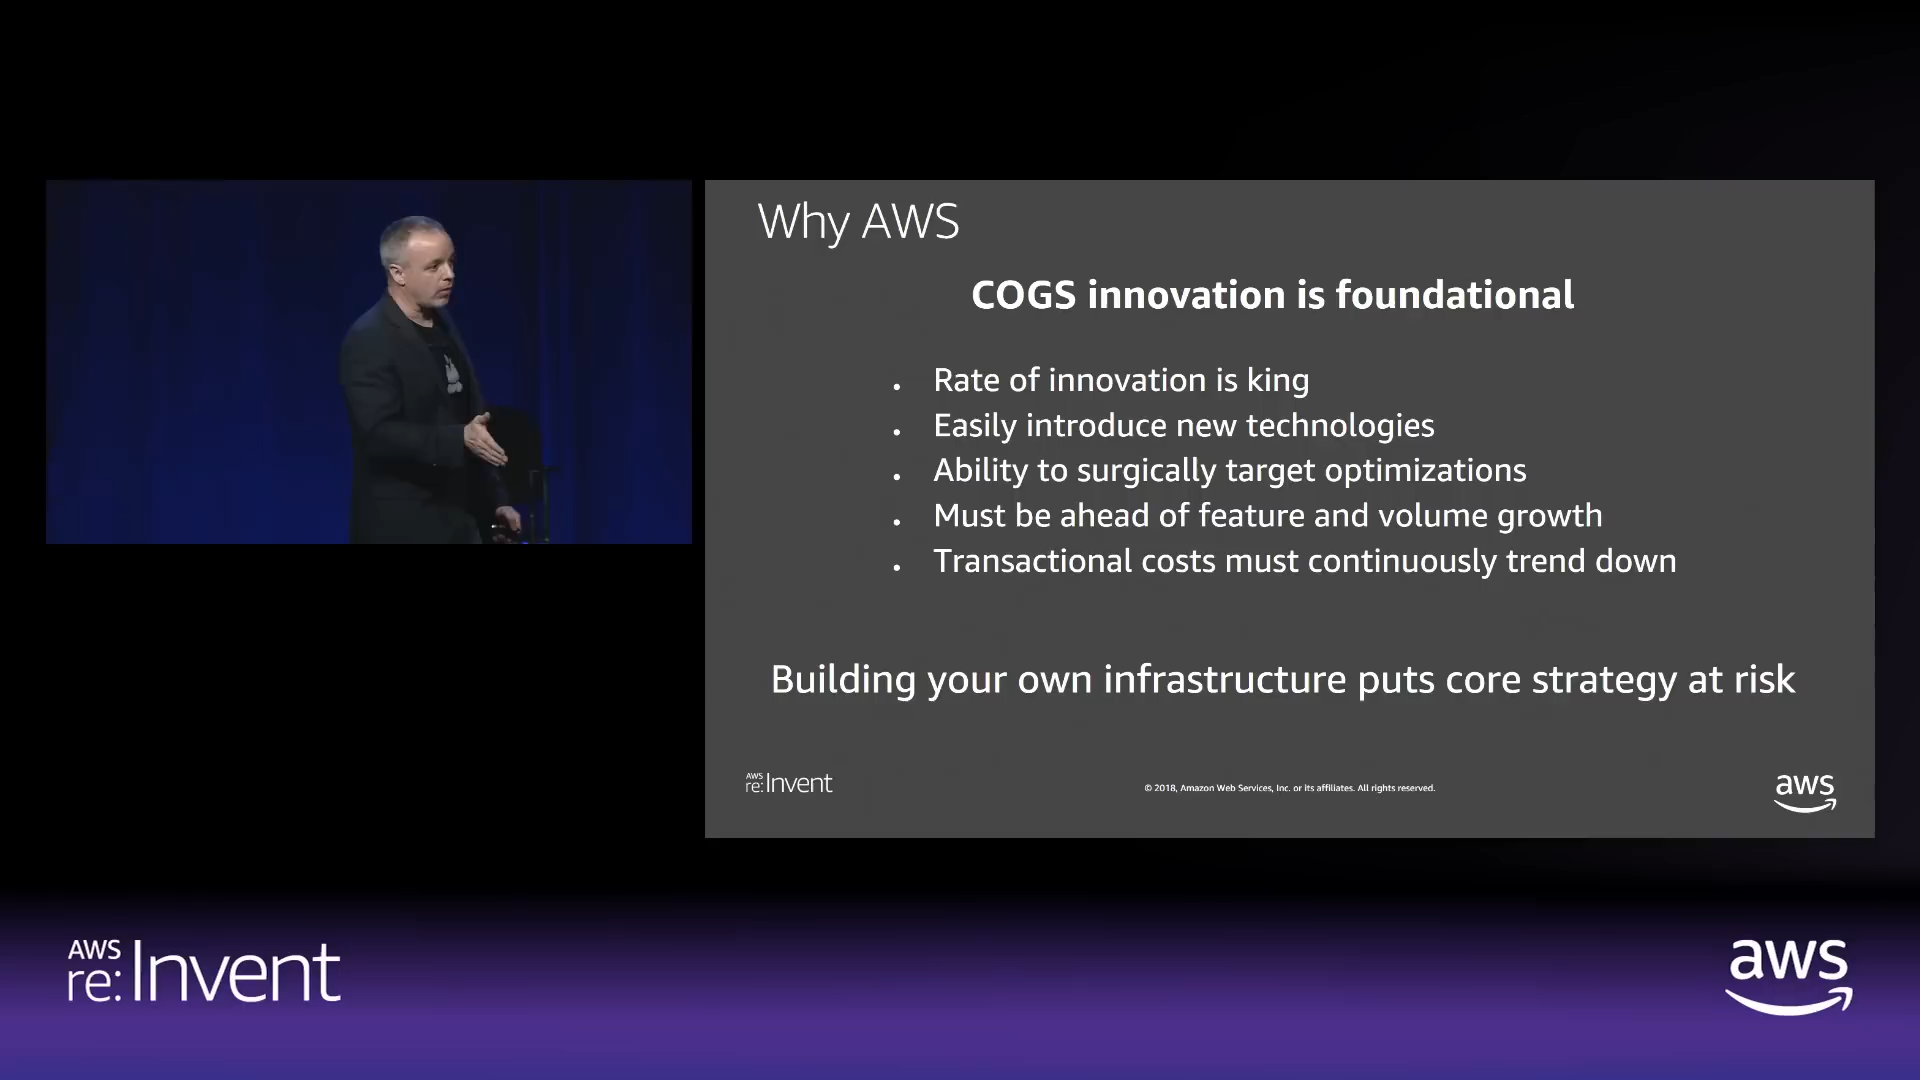 Why AWS
COGS innovation is foundational
• Rate of innovation is king
• Easily introduce new technologies
• Ability to surgically target optimizations
• Must be ahead of feature and volume growth
• Transactional costs must continuously trend down
Building your own infrastructure puts core strategy at risk
AWS
re:Invent
© 2018, Amazon Web Services, Inc. or its affiliates. All rights reserved.
aws
AWS
re:Invent
aws